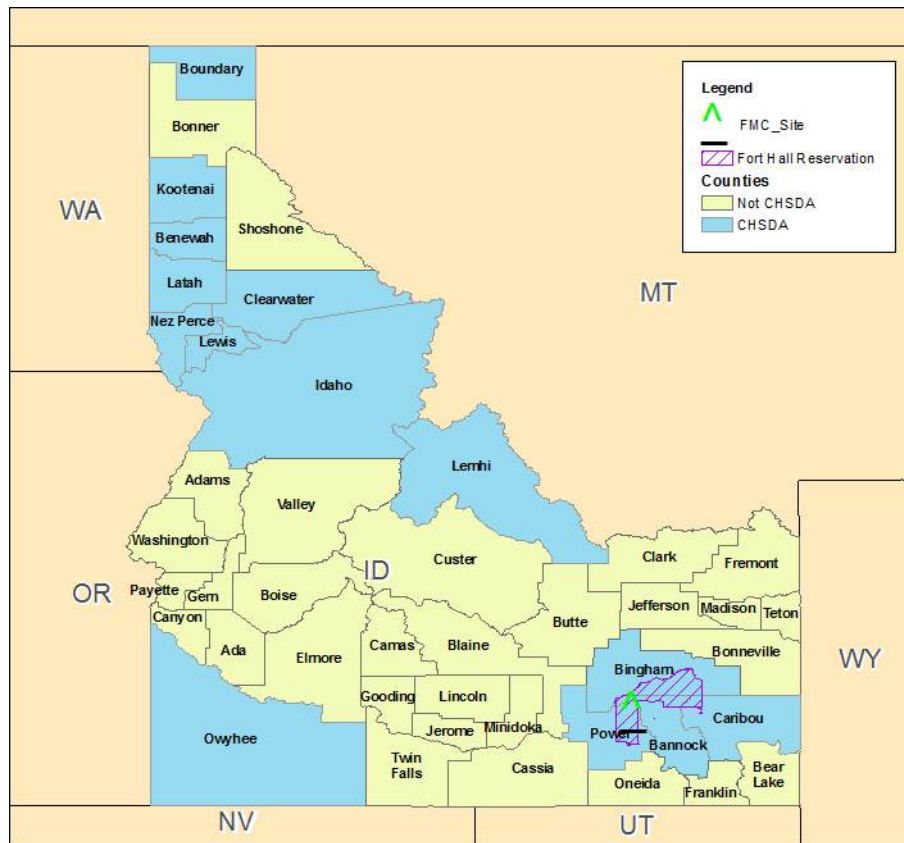 Boundary
Bonner
Kootenai
WA
Shoshone
Benewah
Latah
Clearwater
Nez Perce
Lewis
Idaho
MT
Legend
FMC_Site
Fort Hall Reservation
Counties
Not CHSDA
CHSDA
Lemhi
Adams
Valley
Washington
Custer
Clark
Fremont
ID
OR
Payette
Gem
Boise
Jefferson
Madison
Teton
Canyon
Butte
Ada
Elmore
Camas
Blaine
Bonneville
WY
Bingham
Gooding
Lincoln
Caribou
Owyhee
Jerome
Minidoka
Power
Bannock
Twin
Falls
Cassia
Oneida
Franklin
Bear
Lake
NV
UT